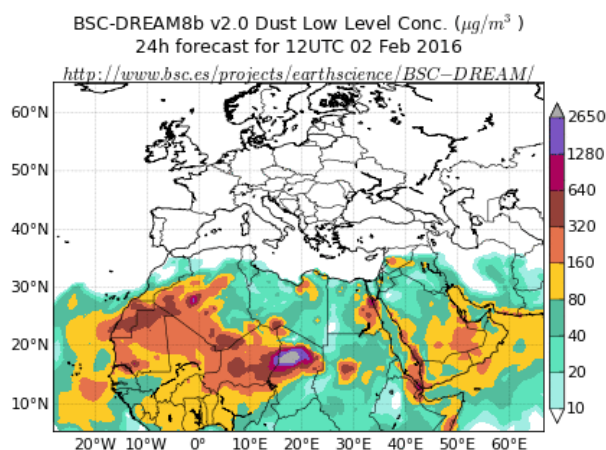 BSC-DREAM8b v2.0 Dust Low Level Conc. (μg/m³ )
24h forecast for 12UTC 02 Feb 2016
http://www.bsc.es/projects/earthscience/BSC−DREAM/
60°N
50°N
40°N
30°N
20°N
10°N
20°W 10°W 0° 10°E 20°E 30°E 40°E 50°E 60°E
2650
1280
640
320
160
80
40
20
10